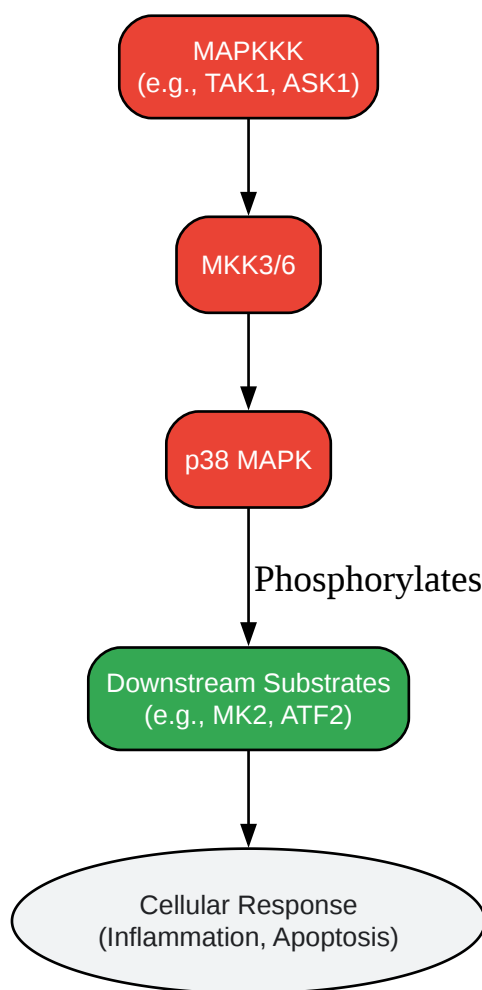 MAPKKK
(e.g., TAK1, ASK1)
MKK3/6
p38 MAPK
Phosphorylates
Downstream Substrates
(e.g., MK2, ATF2)
Cellular Response
(Inflammation, Apoptosis)